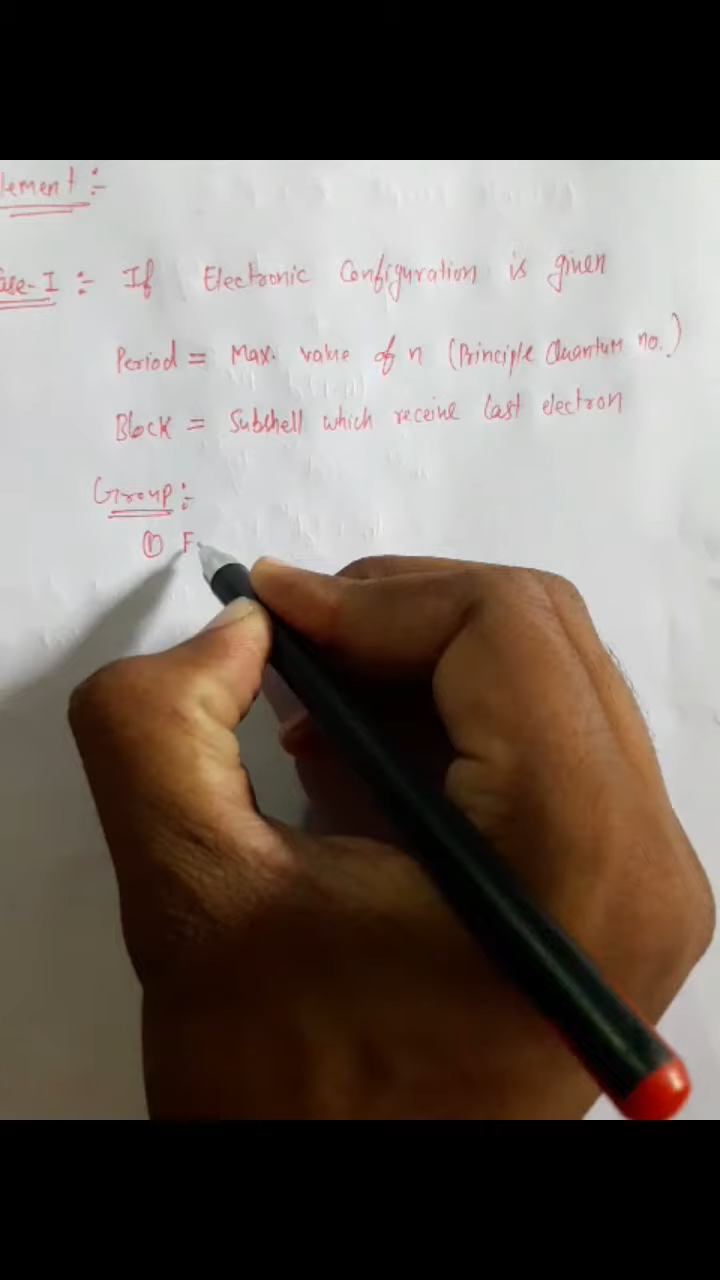 lement :-
ase-I :- If Electronic Configuration is given
Period = Max. value of n (Principle Quantum no.)
Block = Subshell which receive last electron
Group :-
① F